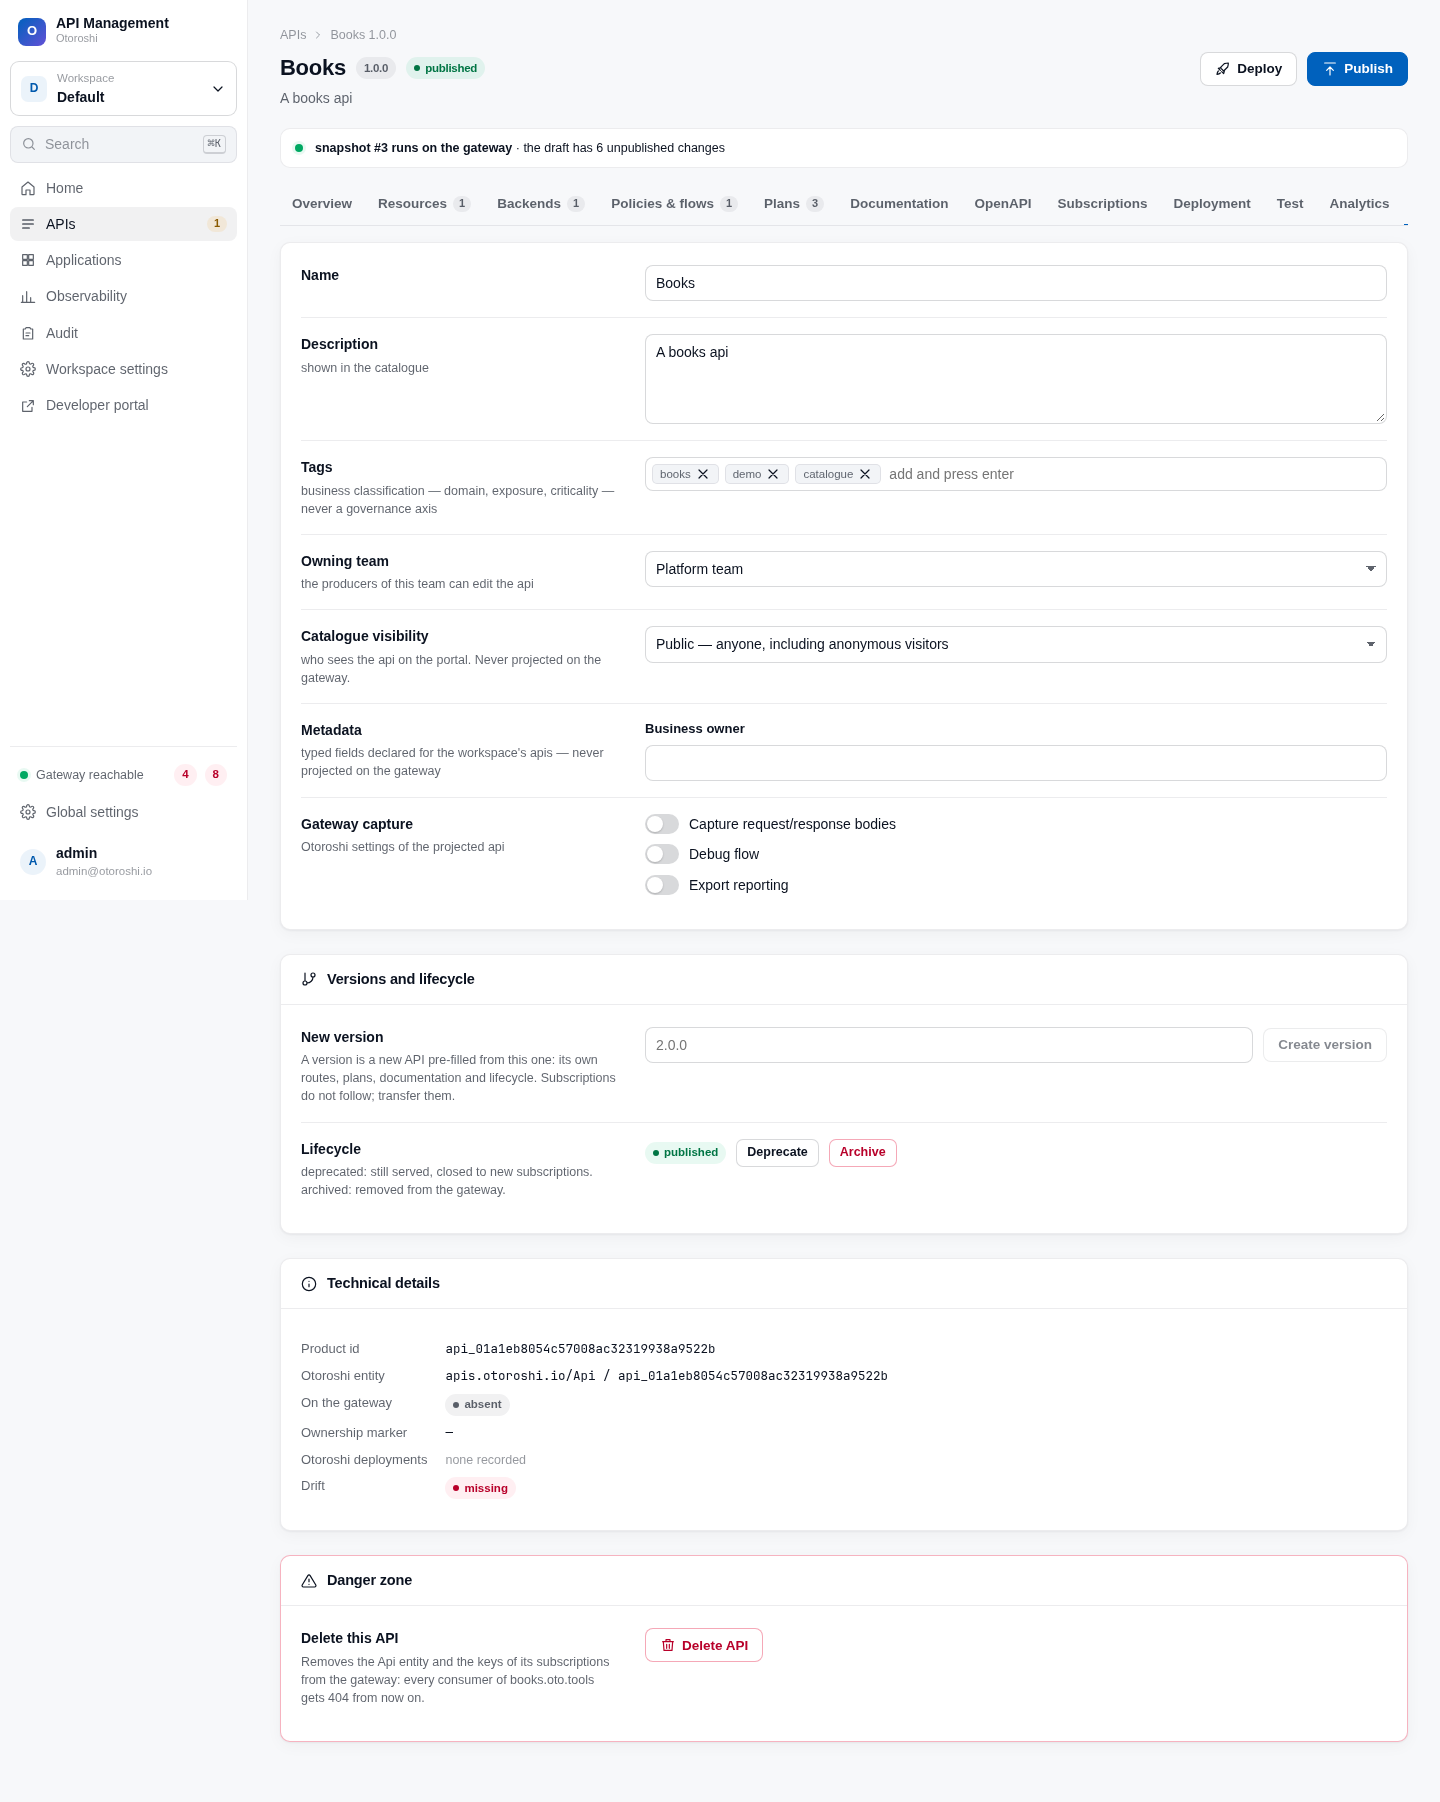 O
API Management
Otoroshi
D
Workspace
Default
Search
⌘K
Home
APIs
1
Applications
Observability
Audit
Workspace settings
Developer portal
Gateway reachable
4
8
Global settings
A
admin
admin@otoroshi.io
APIs
Books 1.0.0
Books
1.0.0
published
Deploy
Publish
A books api
snapshot #3 runs on the gateway · the draft has 6 unpublished changes
Overview
Resources 1
Backends 1
Policies & flows 1
Plans 3
Documentation
OpenAPI
Subscriptions
Deployment
Test
Analytics
Name
Books
Description
shown in the catalogue
A books api
Tags
business classification — domain, exposure, criticality —
never a governance axis
books
demo
catalogue
add and press enter
Owning team
the producers of this team can edit the api
Platform team
Catalogue visibility
who sees the api on the portal. Never projected on the
gateway.
Public — anyone, including anonymous visitors
Metadata
typed fields declared for the workspace's apis — never
projected on the gateway
Business owner
Gateway capture
Otoroshi settings of the projected api
Capture request/response bodies
Debug flow
Export reporting
Versions and lifecycle
New version
A version is a new API pre-filled from this one: its own
routes, plans, documentation and lifecycle. Subscriptions
do not follow; transfer them.
2.0.0
Create version
Lifecycle
deprecated: still served, closed to new subscriptions.
archived: removed from the gateway.
published
Deprecate
Archive
Technical details
Product id
api_01a1eb8054c57008ac32319938a9522b
Otoroshi entity
apis.otoroshi.io/Api / api_01a1eb8054c57008ac32319938a9522b
On the gateway
absent
Ownership marker
—
Otoroshi deployments
none recorded
Drift
missing
Danger zone
Delete this API
Removes the Api entity and the keys of its subscriptions
from the gateway: every consumer of books.oto.tools
gets 404 from now on.
Delete API